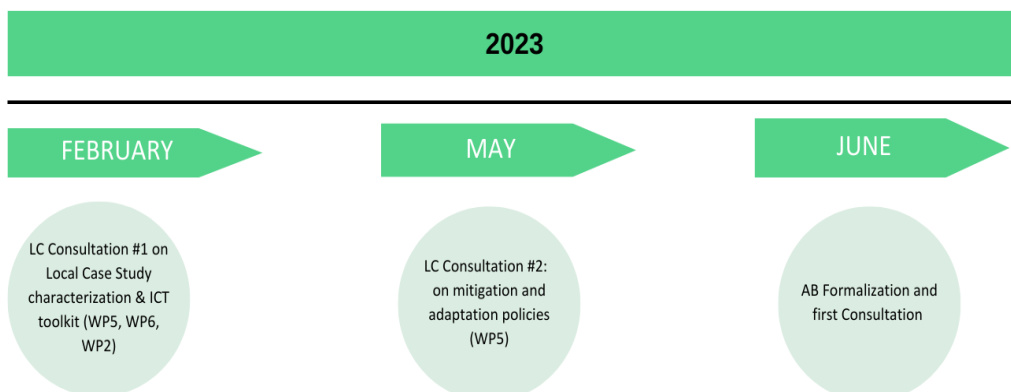 2023
FEBRUARY
MAY
JUNE
LC Consultation #1 on
Local Case Study
characterization & ICT
toolkit (WP5, WP6,
WP2)
LC Consultation #2:
on mitigation and
adaptation policies
(WP5)
AB Formalization and
first Consultation